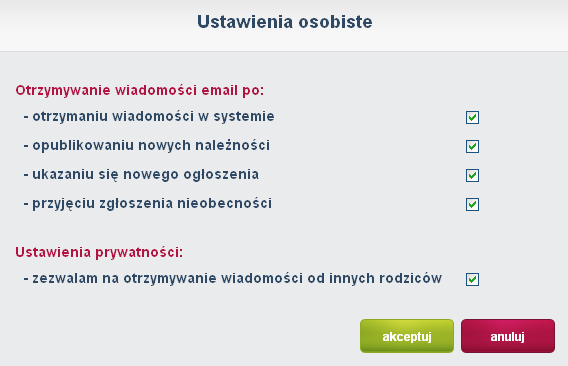 Ustawienia osobiste
Otrzymywanie wiadomości email po:
- otrzymaniu wiadomości w systemie
- opublikowaniu nowych należności
- ukazaniu się nowego ogłoszenia
- przyjęciu zgłoszenia nieobecności
Ustawienia prywatności:
- zezwalam na otrzymywanie wiadomości od innych rodziców
akceptuj anuluj